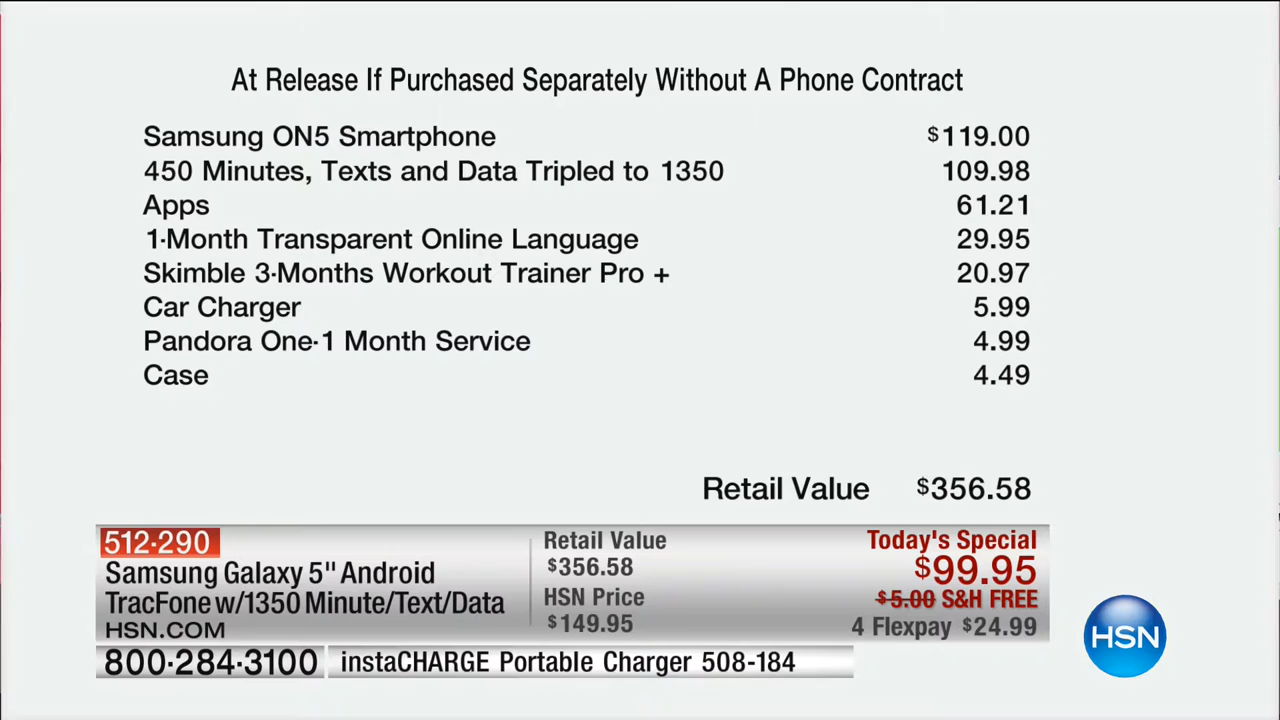 At Release If Purchased Separately Without A Phone Contract
Samsung ON5 Smartphone $119.00
450 Minutes, Texts and Data Tripled to 1350 109.98
Apps 61.21
1·Month Transparent Online Language 29.95
Skimble 3·Months Workout Trainer Pro + 20.97
Car Charger 5.99
Pandora One·1 Month Service 4.99
Case 4.49
Retail Value $356.58
512·290
Samsung Galaxy 5" Android
TracFone w/1350 Minute/Text/Data
HSN.COM
Retail Value
$356.58
HSN Price
$149.95
Today's Special
$99.95
$5.00 S&H FREE
4 Flexpay $24.99
HSN
800·284·3100 instaCHARGE Portable Charger 508-184